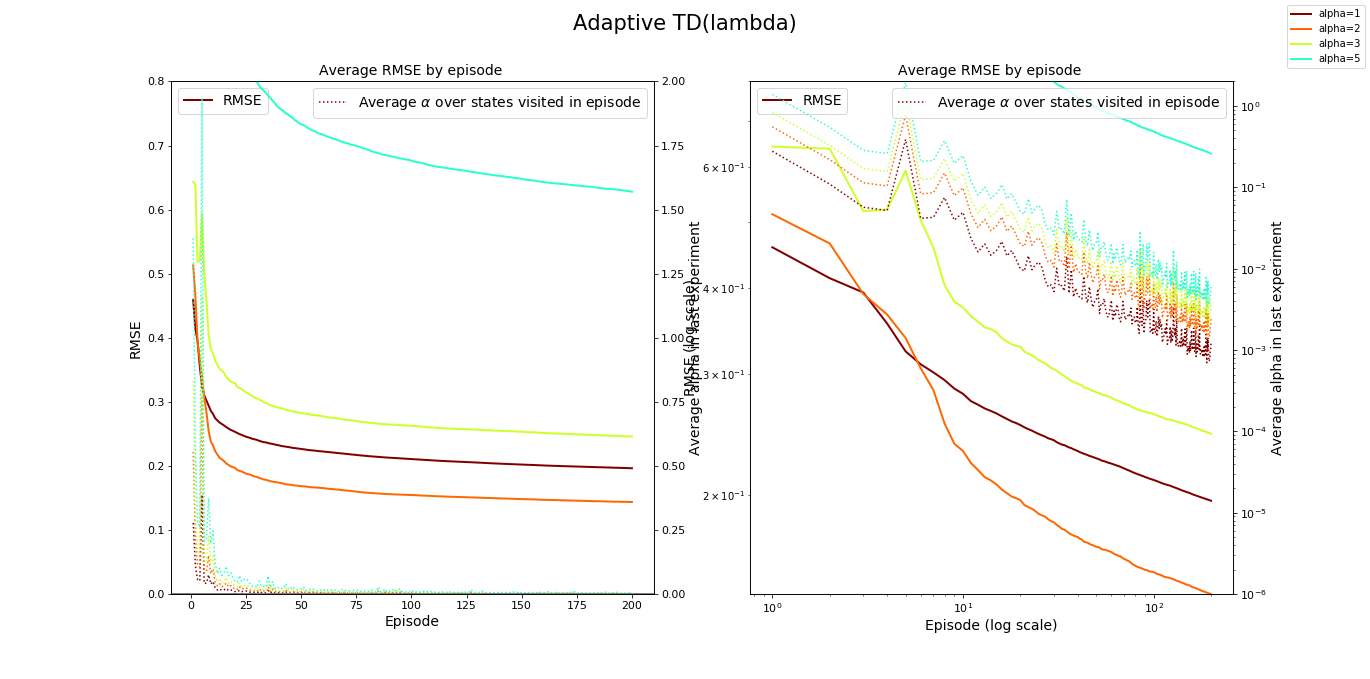 Adaptive TD(lambda)
alpha=1
alpha=2
alpha=3
alpha=5
Average RMSE by episode
RMSE
Average α over states visited in episode
0.8
0.7
0.6
0.5
0.4
0.3
0.2
0.1
0.0
RMSE
2.00
1.75
1.50
1.25
1.00
0.75
0.50
0.25
0.00
Average alpha in last experiment
0
25
50
75
100
125
150
175
200
Episode
Average RMSE by episode
RMSE
Average α over states visited in episode
RMSE (log scale)
6 × 10⁻¹
4 × 10⁻¹
3 × 10⁻¹
2 × 10⁻¹
10⁰
10⁻¹
10⁻²
10⁻³
10⁻⁴
10⁻⁵
10⁻⁶
Average alpha in last experiment
10⁰
10¹
10²
Episode (log scale)